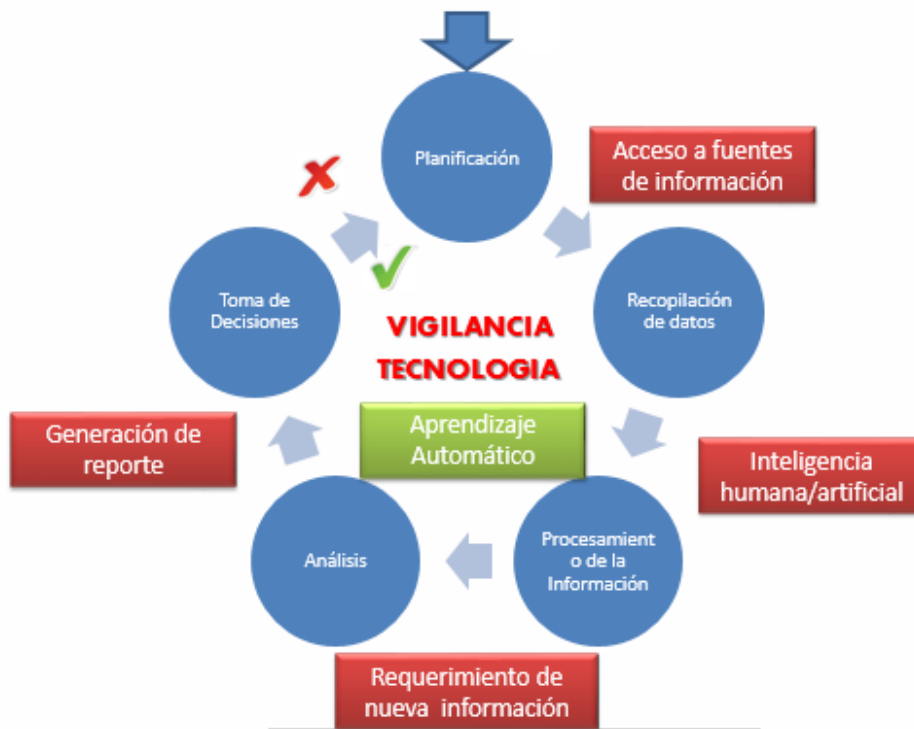 Planificación
Acceso a fuentes
de información
Toma de
Decisiones
Recopilación
de datos
VIGILANCIA
TECNOLOGIA
Aprendizaje
Automático
Generación de
reporte
Inteligencia
humana/artificial
Análisis
Procesamient
o de la
Información
Requerimiento de
nueva información